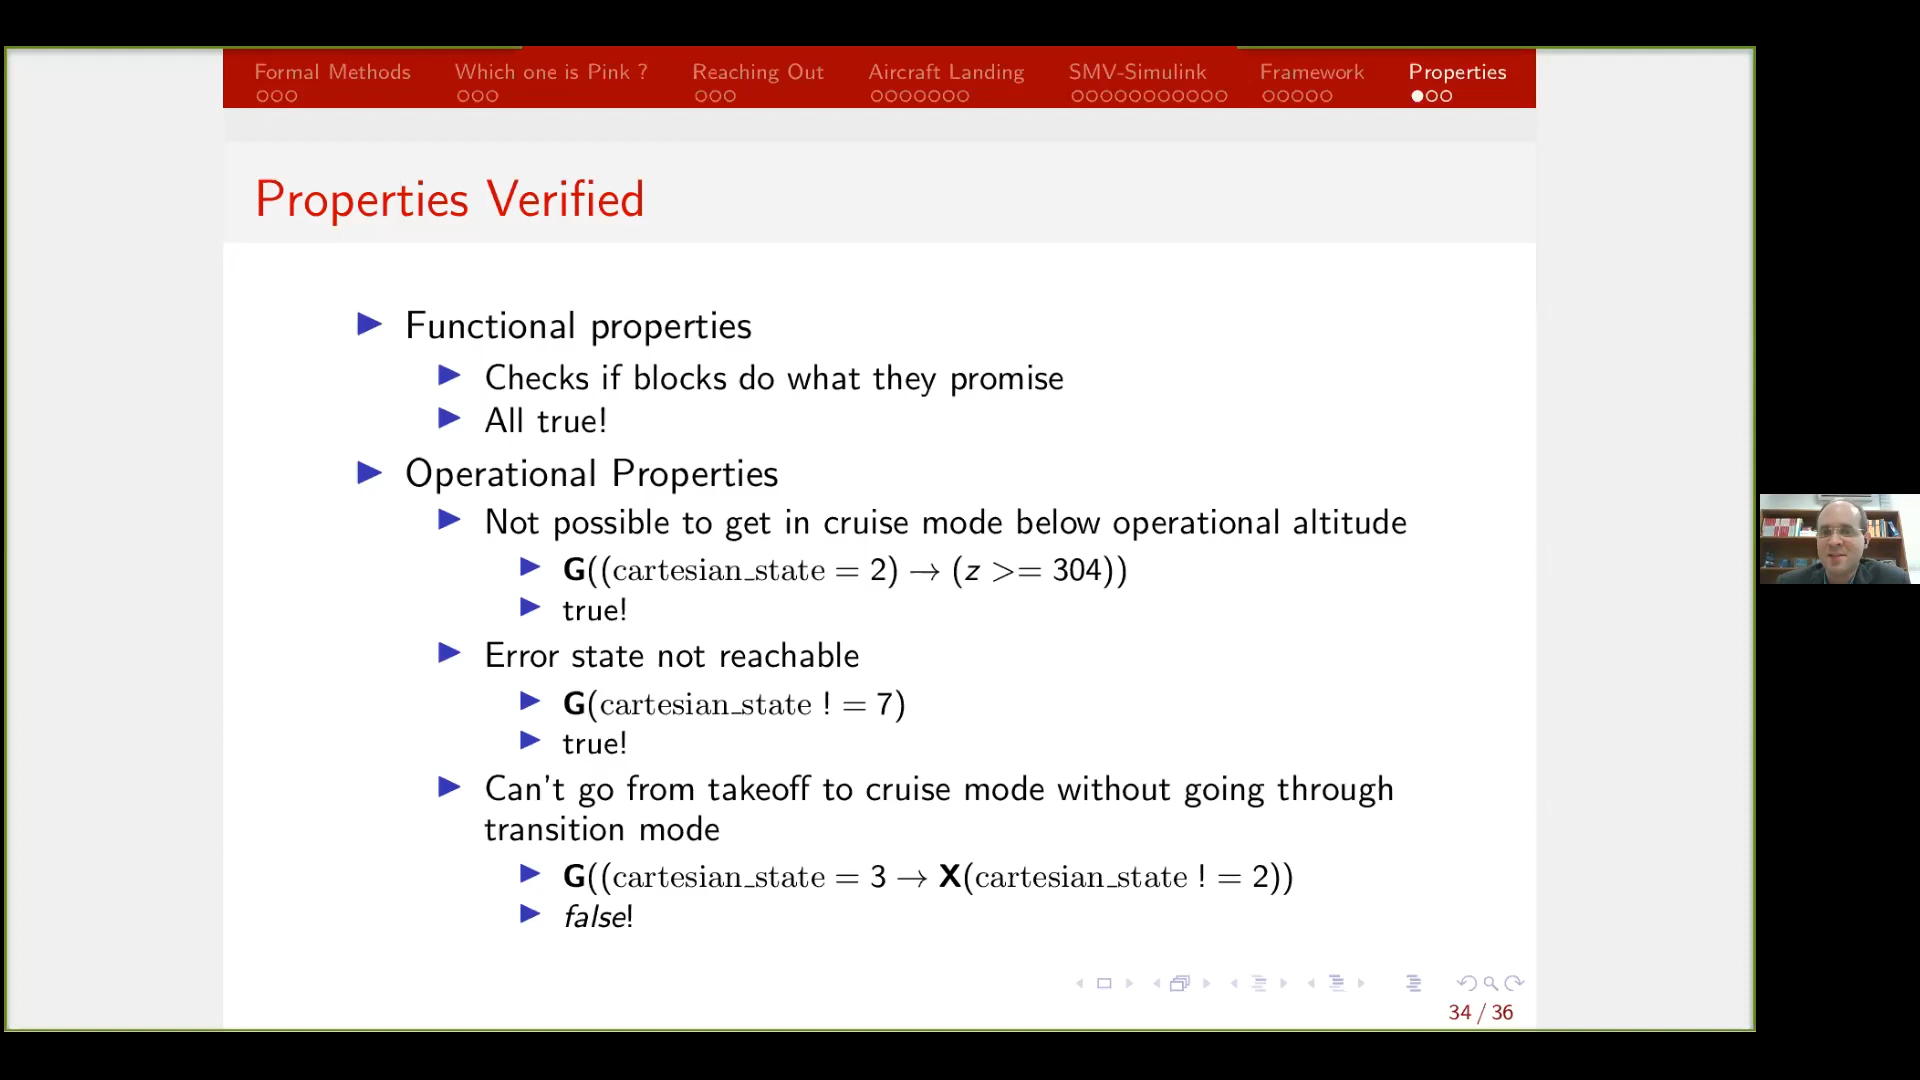 Formal Methods Which one is Pink ? Reaching Out Aircraft Landing SMV-Simulink Framework Properties
Properties Verified
Functional properties
Checks if blocks do what they promise
All true!
Operational Properties
Not possible to get in cruise mode below operational altitude
G((cartesian_state = 2) → (z >= 304))
true!
Error state not reachable
G(cartesian_state ! = 7)
true!
Can't go from takeoff to cruise mode without going through
transition mode
G((cartesian_state = 3 → X(cartesian_state ! = 2))
false!
34 / 36